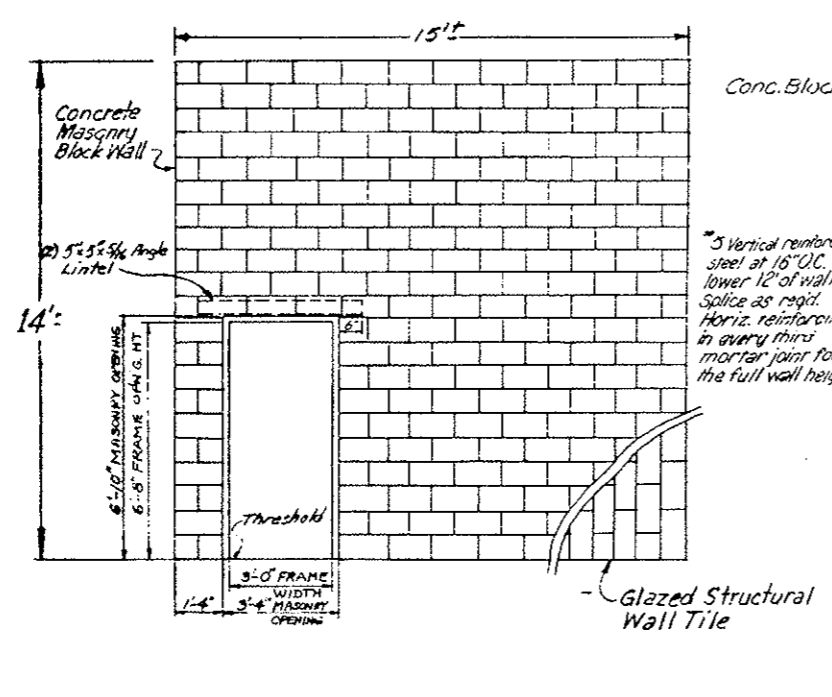 15'±
Concrete
Masonry
Block Wall
Conc. Bloc
(2) 5"x5"x5/16 Angle
Lintel
#5 Vertical reinforc
steel at 16" O.C.
lower 12' of wall
Splice as reqd.
Horiz. reinforcin
in every third
mortar joint fo
the full wall heig
14'±
6"
6'-10" MASONRY OPENING
6'-8" FRAME OPNG. HT
Threshold
3'-0" FRAME
WIDTH
1'-4"
3'-4" MASONRY
OPENING
Glazed Structural
Wall Tile